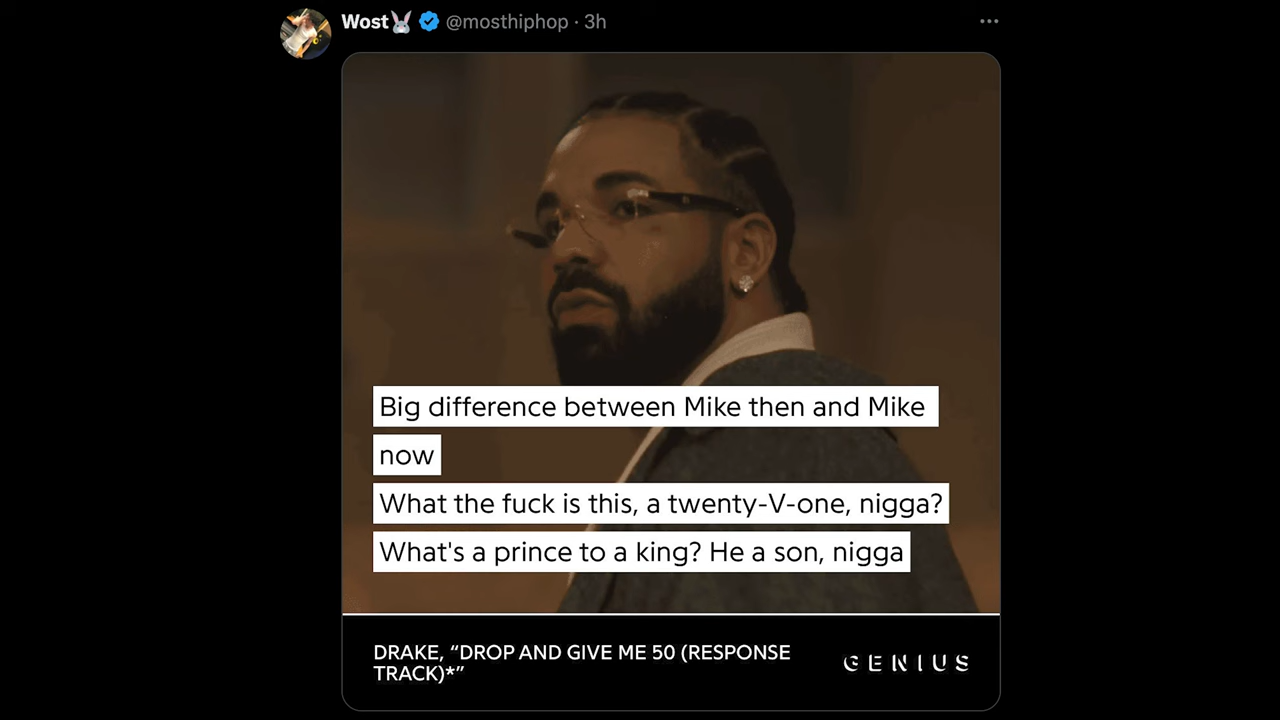 Wost🐰 @mosthiphop · 3h
Big difference between Mike then and Mike
now
What the fuck is this, a twenty-V-one, nigga?
What's a prince to a king? He a son, nigga
DRAKE, “DROP AND GIVE ME 50 (RESPONSE
TRACK)*”
GENIUS